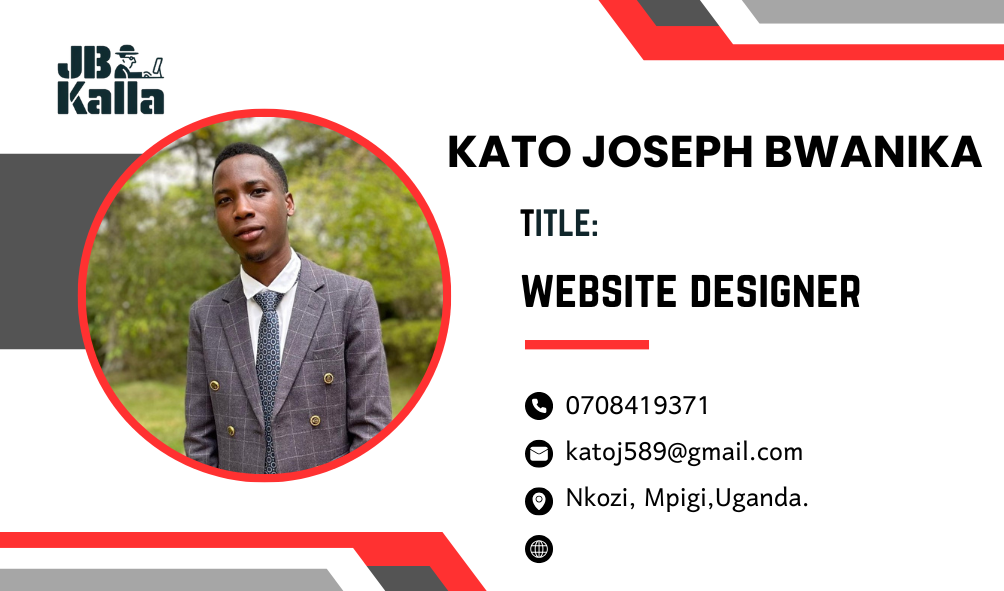 JB
Kalla
KATO JOSEPH BWANIKA
TITLE:
WEBSITE DESIGNER
0708419371
katoj589@gmail.com
Nkozi, Mpigi,Uganda.